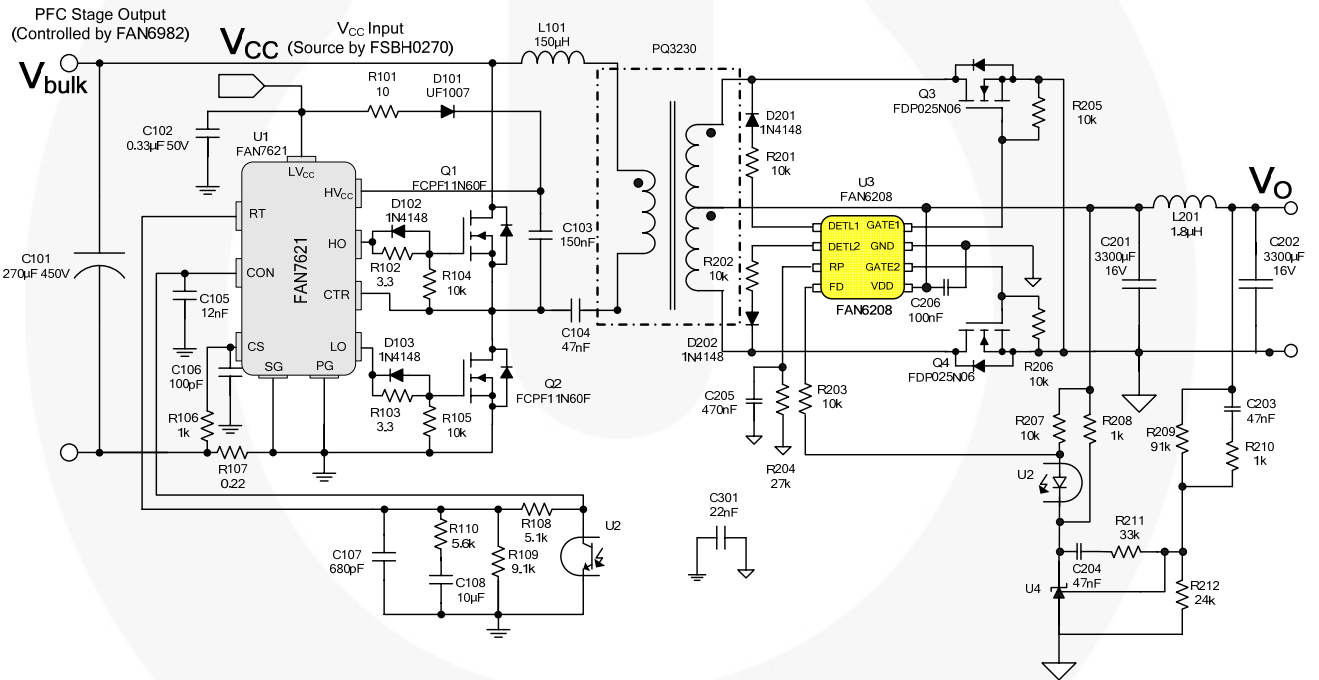 PFC Stage Output
(Controlled by FAN6982)
Vbulk
VCC
VCC Input
(Source by FSBH0270)
L101
150µH
PQ3230
R101
10
D101
UF1007
C102
0.33µF 50V
U1
FAN7621
LVCC
HVCC
RT
HO
CON
CTR
CS
LO
SG
PG
FAN7621
Q1
FCPF11N60F
D102
1N4148
R102
3.3
R104
10k
C103
150nF
C104
47nF
C101
270µF 450V
C105
12nF
C106
100pF
R106
1k
R107
0.22
D103
1N4148
R103
3.3
R105
10k
Q2
FCPF11N60F
D201
1N4148
R201
10k
R202
10k
D202
1N4148
U3
FAN6208
DETL1
GATE1
DETL2
GND
RP
GATE2
FD
VDD
FAN6208
C206
100nF
Q3
FDP025N06
R205
10k
Q4
FDP025N06
R206
10k
VO
L201
1.8µH
C201
3300µF
16V
C202
3300µF
16V
C205
470nF
R204
27k
R203
10k
R207
10k
R208
1k
R209
91k
C203
47nF
R210
1k
U2
R211
33k
C204
47nF
U4
R212
24k
C301
22nF
C107
680pF
R110
5.6k
C108
10µF
R109
9.1k
R108
5.1k
U2